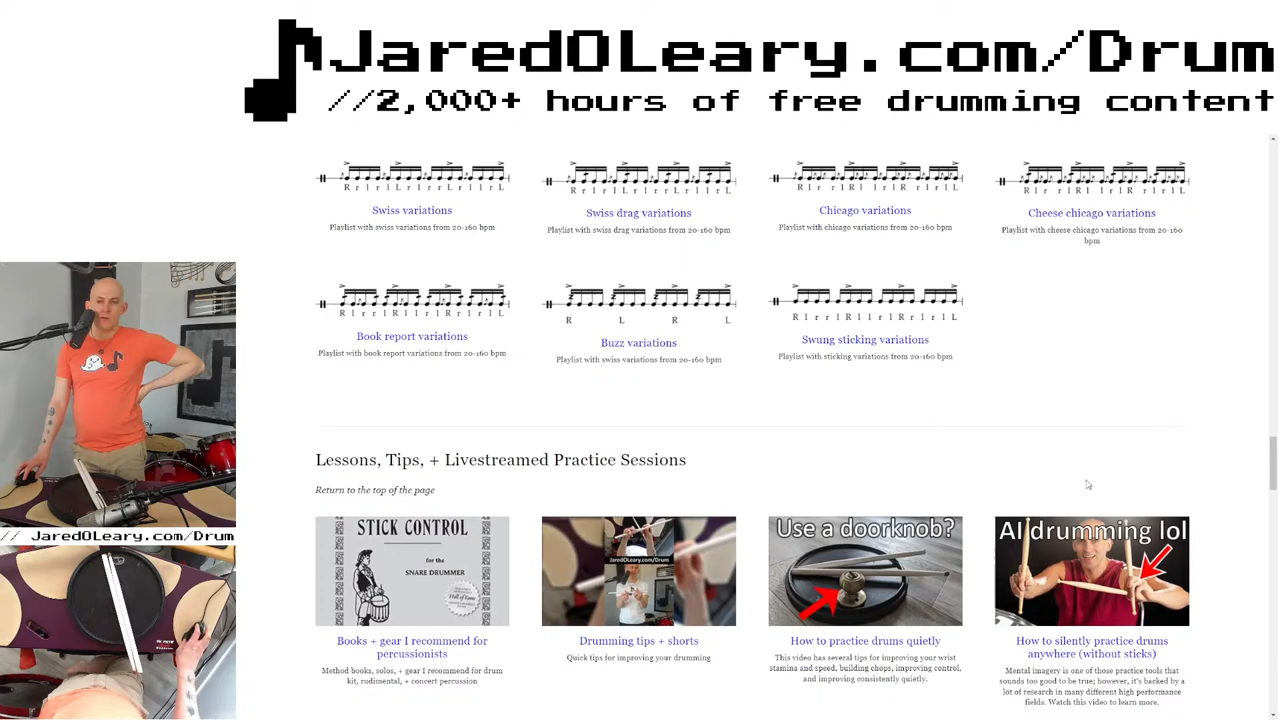 JaredOLeary.com/Drum
//2,000+ hours of free drumming content
R r l r r L r l r r L r l l r L
Swiss variations
Playlist with swiss variations from 20-160 bpm
Swiss drag variations
Playlist with swiss drag variations from 20-160 bpm
Chicago variations
Playlist with chicago variations from 20-160 bpm
Cheese chicago variations
Playlist with cheese chicago variations from 20-160
bpm
Book report variations
Playlist with book report variations from 20-160 bpm
R L R L
Buzz variations
Playlist with swiss variations from 20-160 bpm
Swung sticking variations
Playlist with sticking variations from 20-160 bpm
Lessons, Tips, + Livestreamed Practice Sessions
Return to the top of the page
// JaredOLeary.com/Drum
STICK CONTROL
for the
SNARE DRUMMER
Books + gear I recommend for
percussionists
Method books, solos, + gear I recommend for drum
kit, rudimental, + concert percussion
JaredOLeary.com/Drum
Drumming tips + shorts
Quick tips for improving your drumming
Use a doorknob?
How to practice drums quietly
This video has several tips for improving your wrist
stamina and speed, building chops, improving control,
and improving consistently quietly.
AI drumming lol
How to silently practice drums
anywhere (without sticks)
Mental imagery is one of those practice tools that
sounds too good to be true; however, it's backed by a
lot of research in many different high performance
fields. Watch this video to learn more.